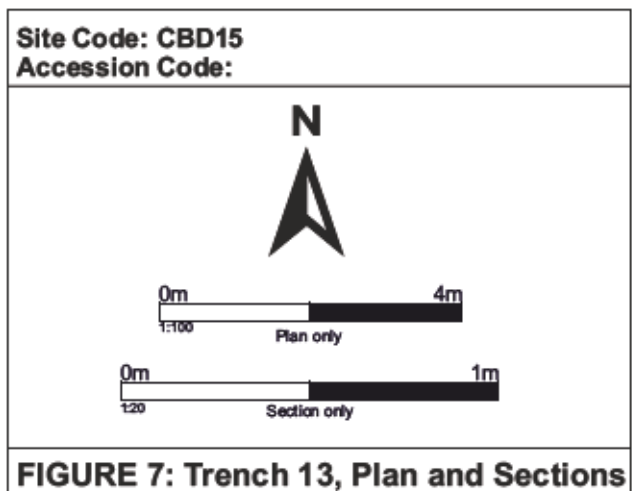 Site Code: CBD15
Accession Code:
N
0m 4m
1:100 Plan only
0m 1m
1:20 Section only
FIGURE 7: Trench 13, Plan and Sections